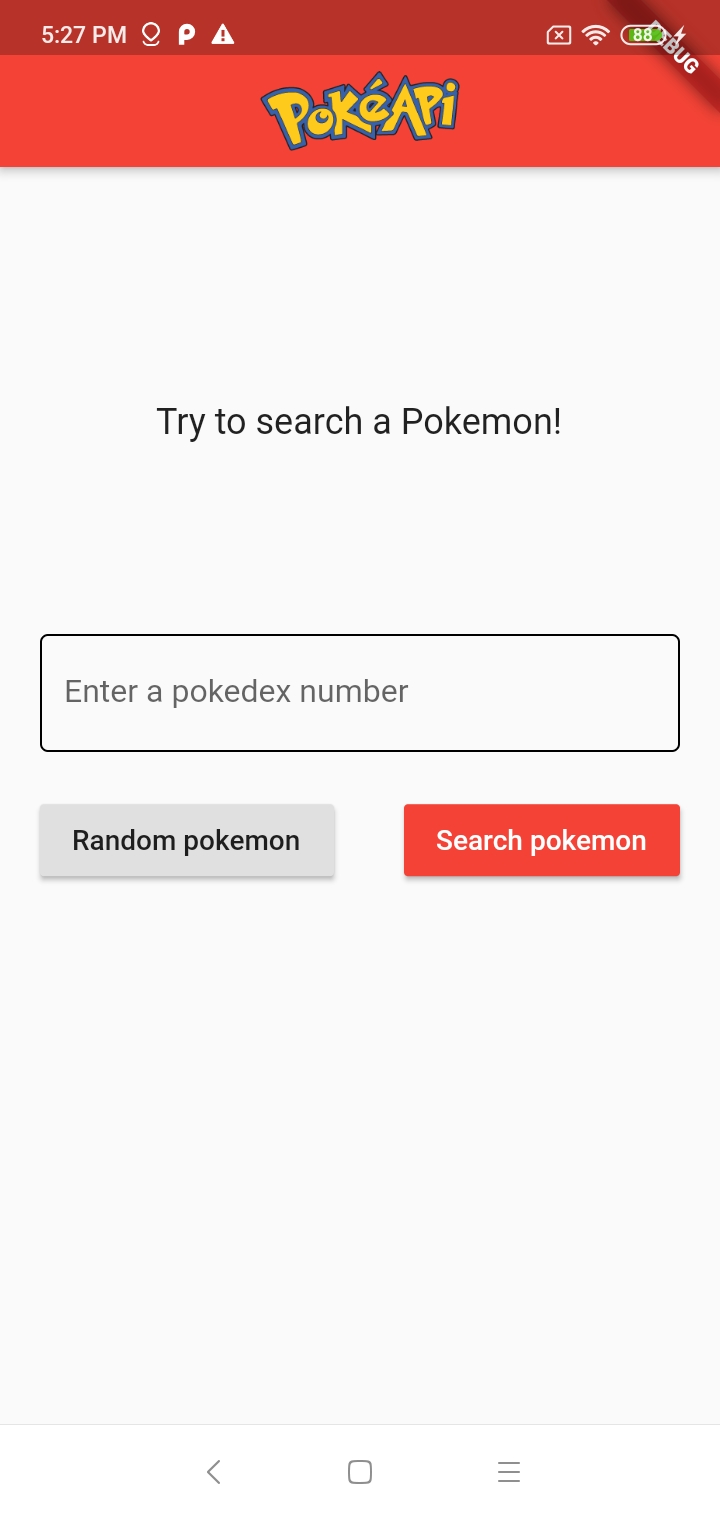 5:27 PM
88
DEBUG
PokéApi
Try to search a Pokemon!
Enter a pokedex number
Random pokemon
Search pokemon